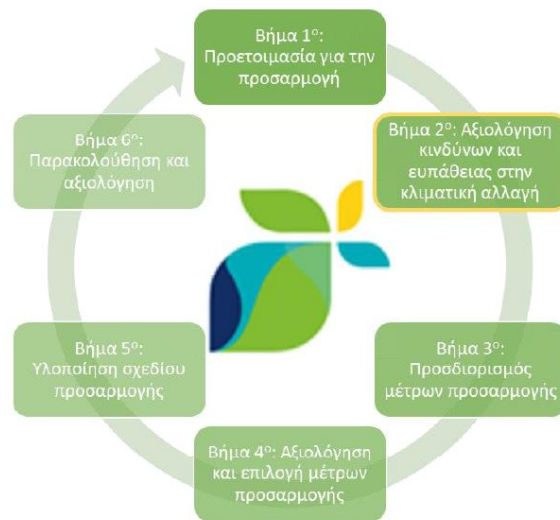 Βήμα 1ο:
Προετοιμασία για την
προσαρμογή
Βήμα 2ο: Αξιολόγηση
κινδύνων και
ευπάθειας στην
κλιματική αλλαγή
Βήμα 3ο:
Προσδιορισμός
μέτρων προσαρμογής
Βήμα 4ο: Αξιολόγηση
και επιλογή μέτρων
προσαρμογής
Βήμα 5ο:
Υλοποίηση σχεδίου
προσαρμογής
Βήμα 6ο:
Παρακολούθηση και
αξιολόγηση